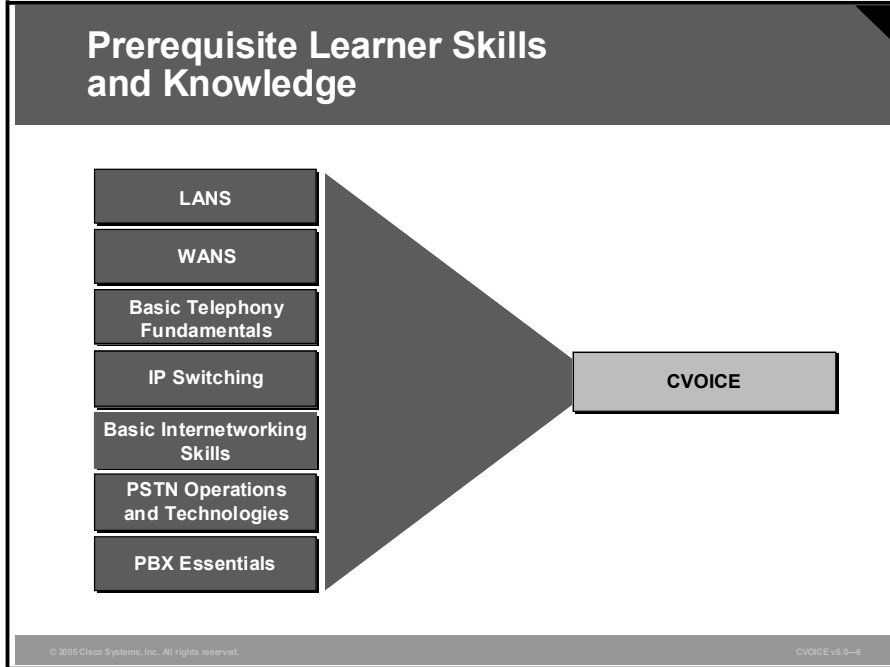 Prerequisite Learner Skills
and Knowledge
LANS
WANS
Basic Telephony
Fundamentals
IP Switching
Basic Internetworking
Skills
PSTN Operations
and Technologies
PBX Essentials
CVOICE
© 2005 Cisco Systems, Inc. All rights reserved.
CVOICE v5.0—6